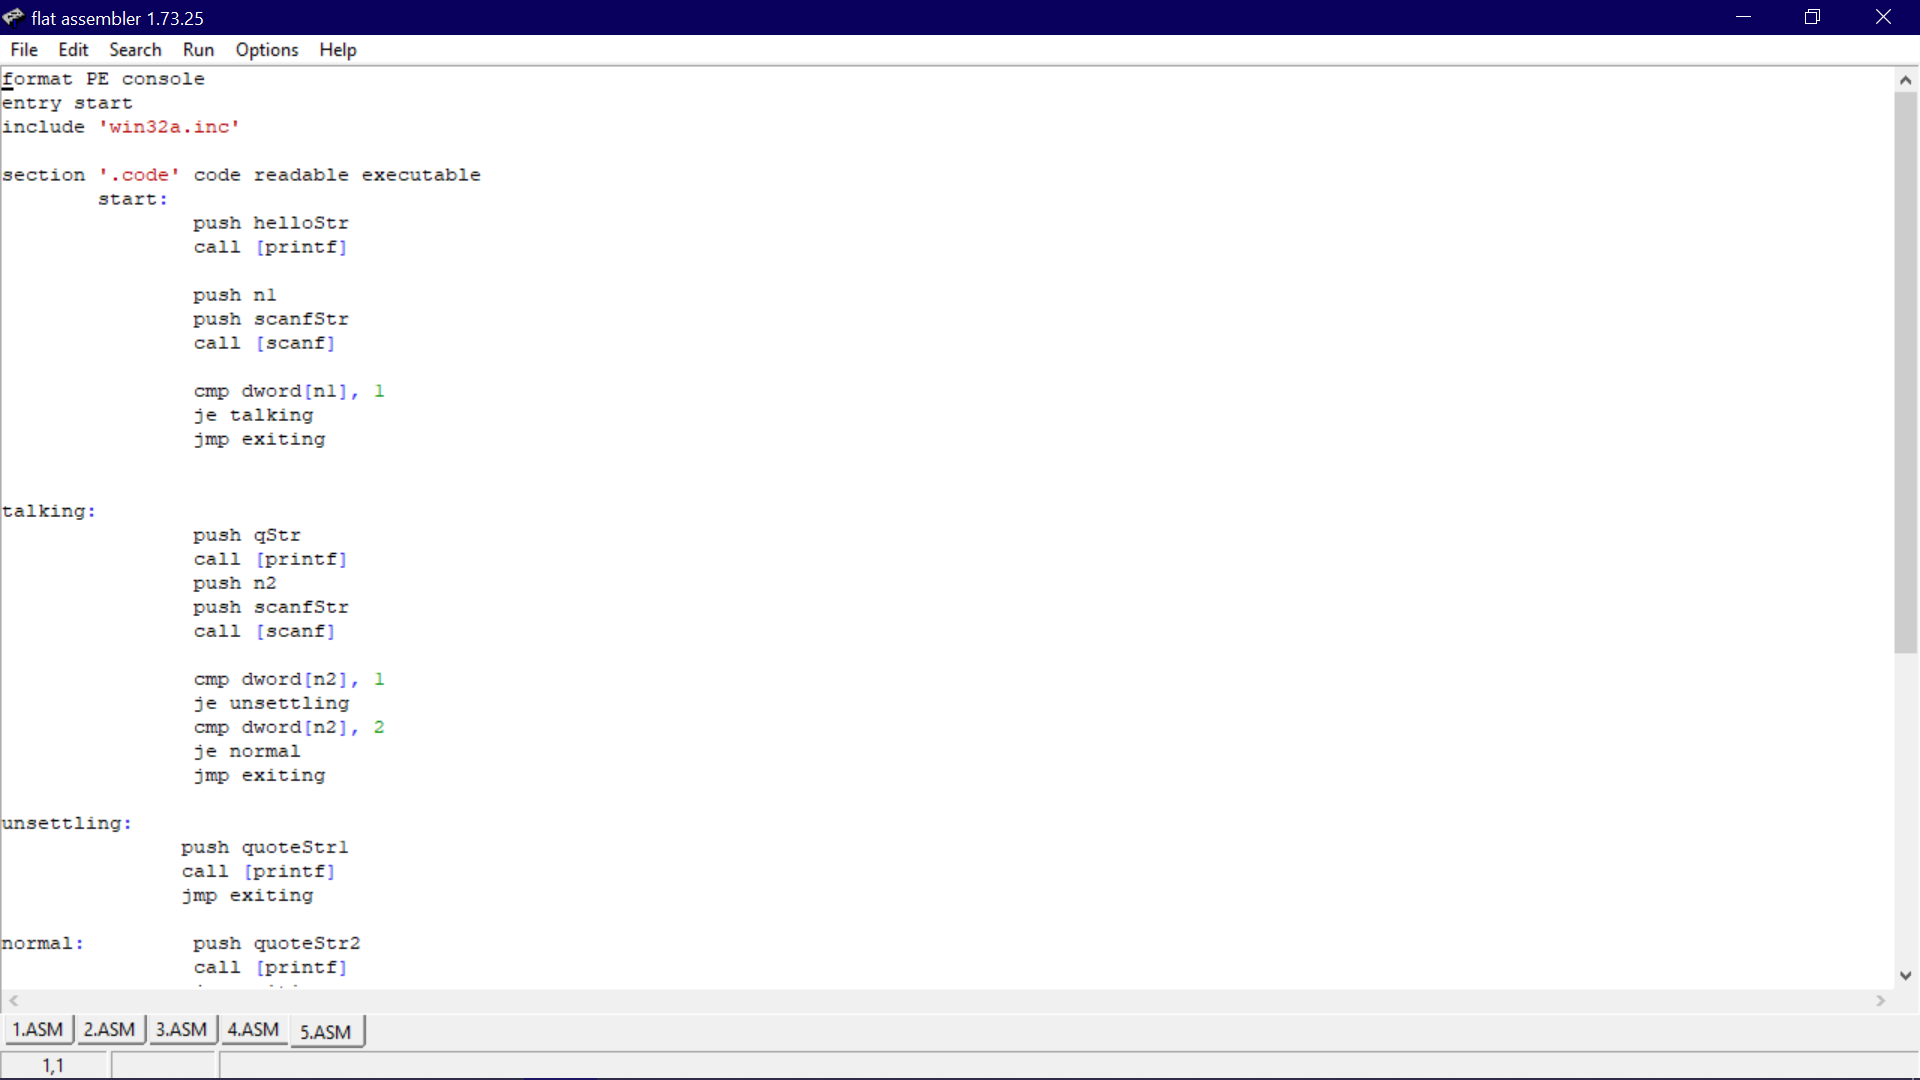 flat assembler 1.73.25
File Edit Search Run Options Help
format PE console
entry start
include 'win32a.inc'
section '.code' code readable executable
start:
push helloStr
call [printf]
push n1
push scanfStr
call [scanf]
cmp dword[n1], 1
je talking
jmp exiting
talking:
push qStr
call [printf]
push n2
push scanfStr
call [scanf]
cmp dword[n2], 1
je unsettling
cmp dword[n2], 2
je normal
jmp exiting
unsettling:
push quoteStr1
call [printf]
jmp exiting
normal: push quoteStr2
call [printf]
1.ASM 2.ASM 3.ASM 4.ASM 5.ASM
1,1